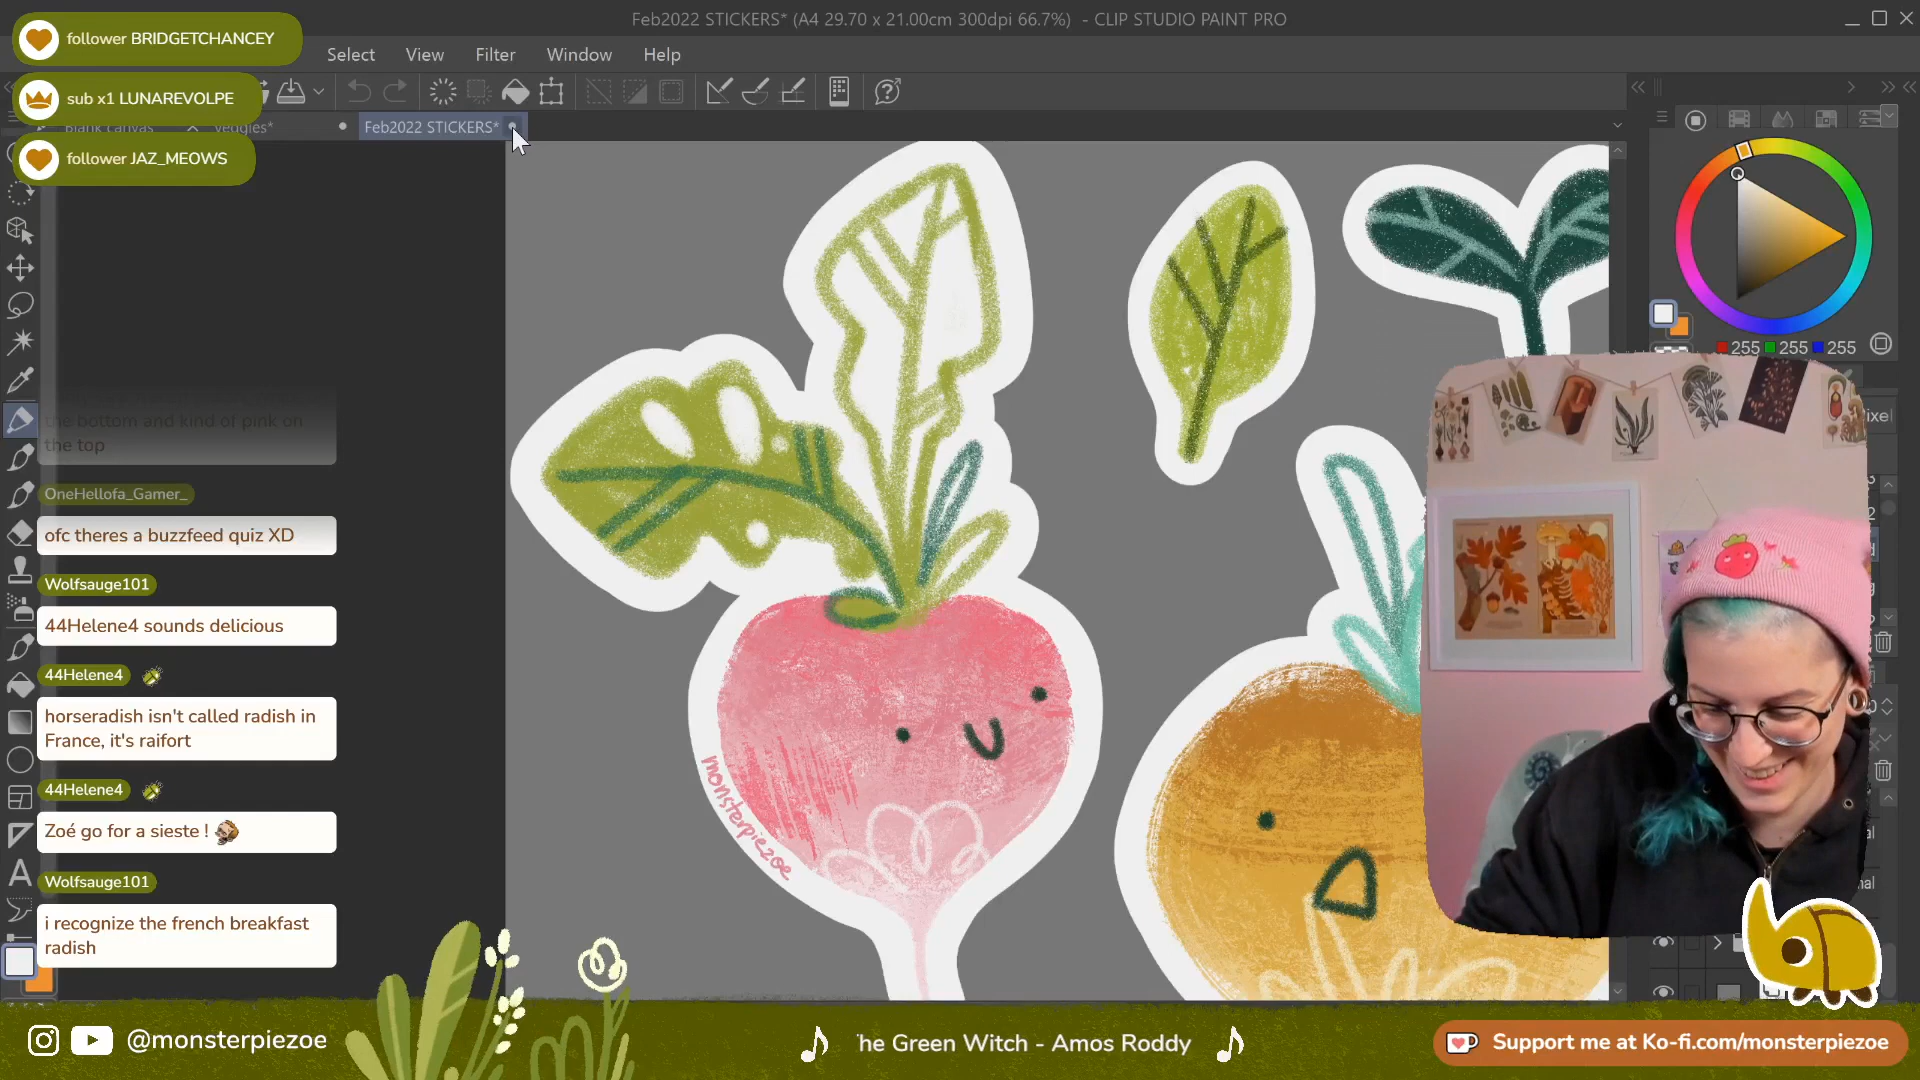 Feb2022 STICKERS* (A4 29.70 x 21.00cm 300dpi 66.7%) - CLIP STUDIO PAINT PRO
follower BRIDGETCHANCEY
Select View Filter Window Help
sub x1 LUNAREVOLPE
Blank canvas
veggies*
Feb2022 STICKERS*
follower JAZ_MEOWS
255 255 255
ixel
the bottom and kind of pink on
the top
OneHellofa_Gamer_
ofc theres a buzzfeed quiz XD
Wolfsauge101
44Helene4 sounds delicious
44Helene4
horseradish isn't called radish in
France, it's raifort
44Helene4
Zoé go for a sieste !
Wolfsauge101
i recognize the french breakfast
radish
monsterpiezoe
@monsterpiezoe
he Green Witch - Amos Roddy
Support me at Ko-fi.com/monsterpiezoe